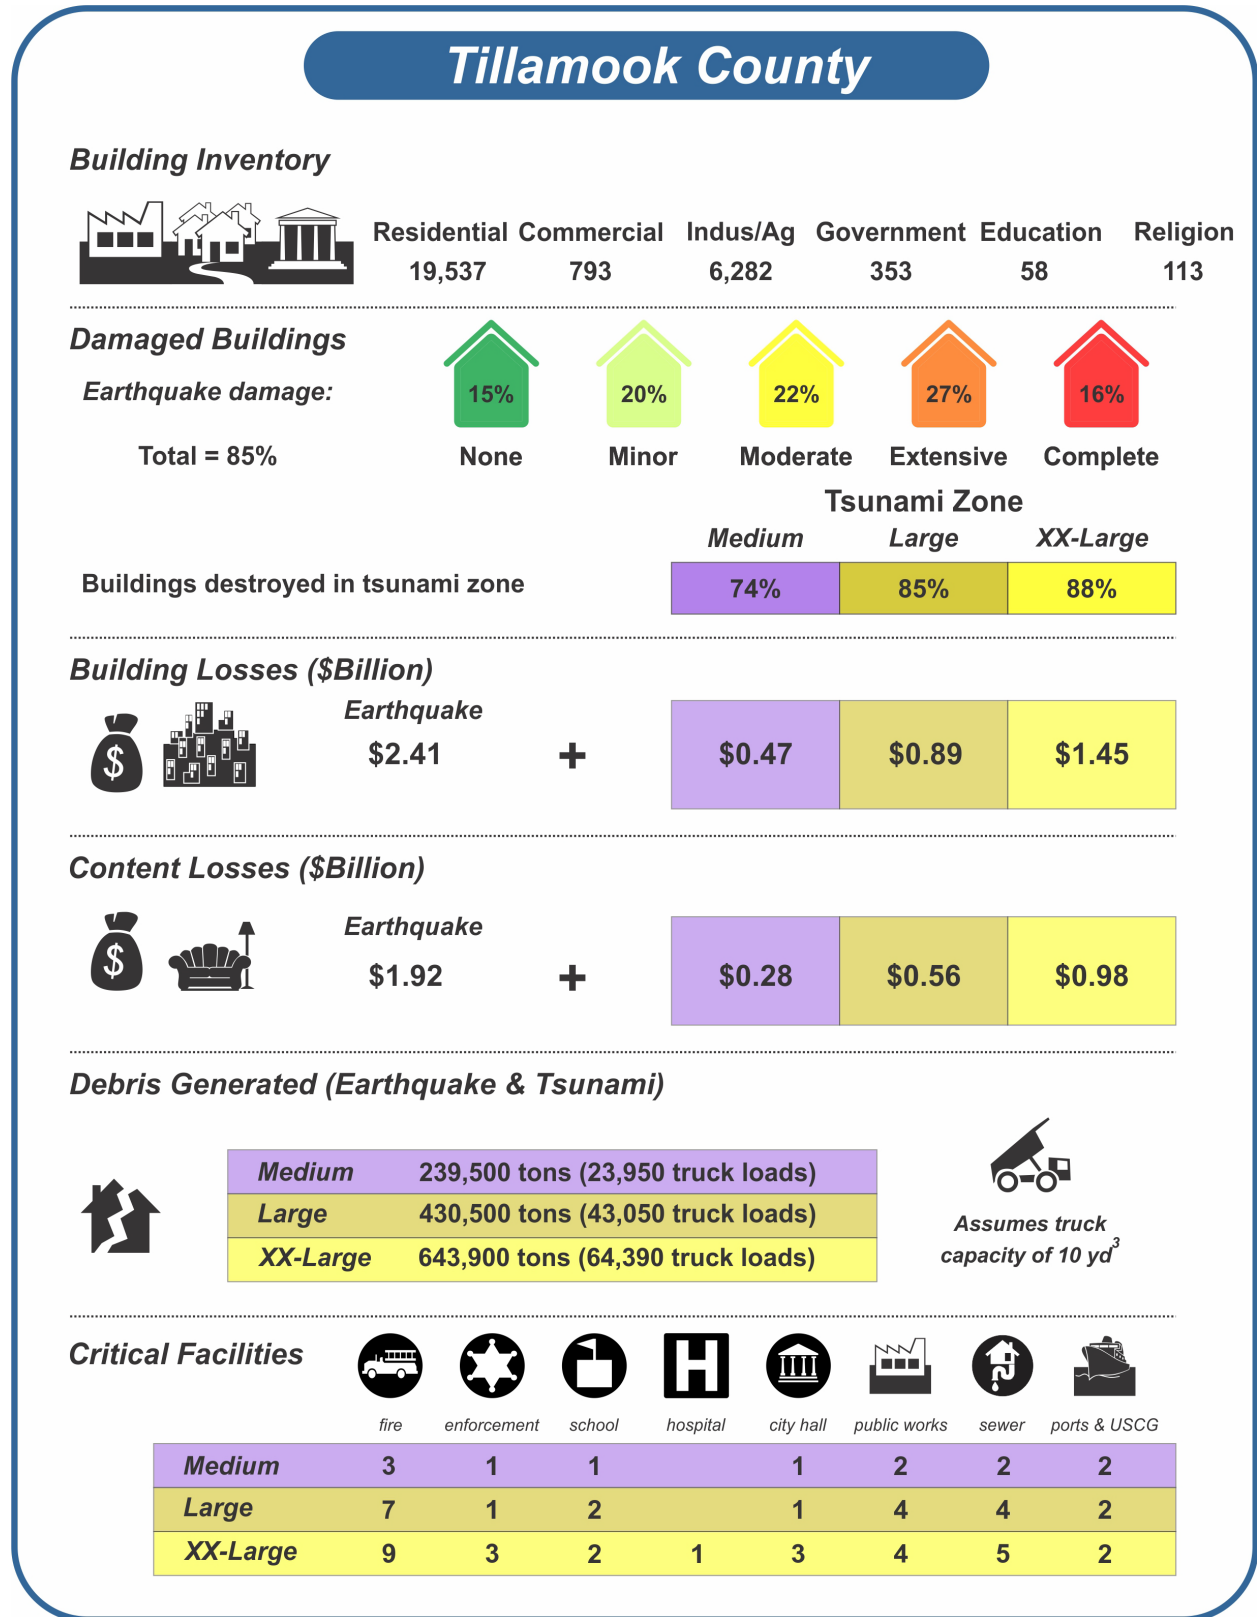 Tillamook County
Building Inventory
Residential Commercial Indus/Ag Government Education Religion
19,537 793 6,282 353 58 113
Damaged Buildings
Earthquake damage:
15% 20% 22% 27% 16%
Total = 85%
None Minor Moderate Extensive Complete
Tsunami Zone
Medium Large XX-Large
Buildings destroyed in tsunami zone 74% 85% 88%
Building Losses ($Billion)
Earthquake
$
$2.41 + $0.47 $0.89 $1.45
Content Losses ($Billion)
Earthquake
$
$1.92 + $0.28 $0.56 $0.98
Debris Generated (Earthquake & Tsunami)
Medium 239,500 tons (23,950 truck loads)
Large 430,500 tons (43,050 truck loads)
XX-Large 643,900 tons (64,390 truck loads)
Assumes truck
capacity of 10 yd³
Critical Facilities
H
fire enforcement school hospital city hall public works sewer ports & USCG
Medium 3 1 1 1 2 2 2
Large 7 1 2 1 4 4 2
XX-Large 9 3 2 1 3 4 5 2